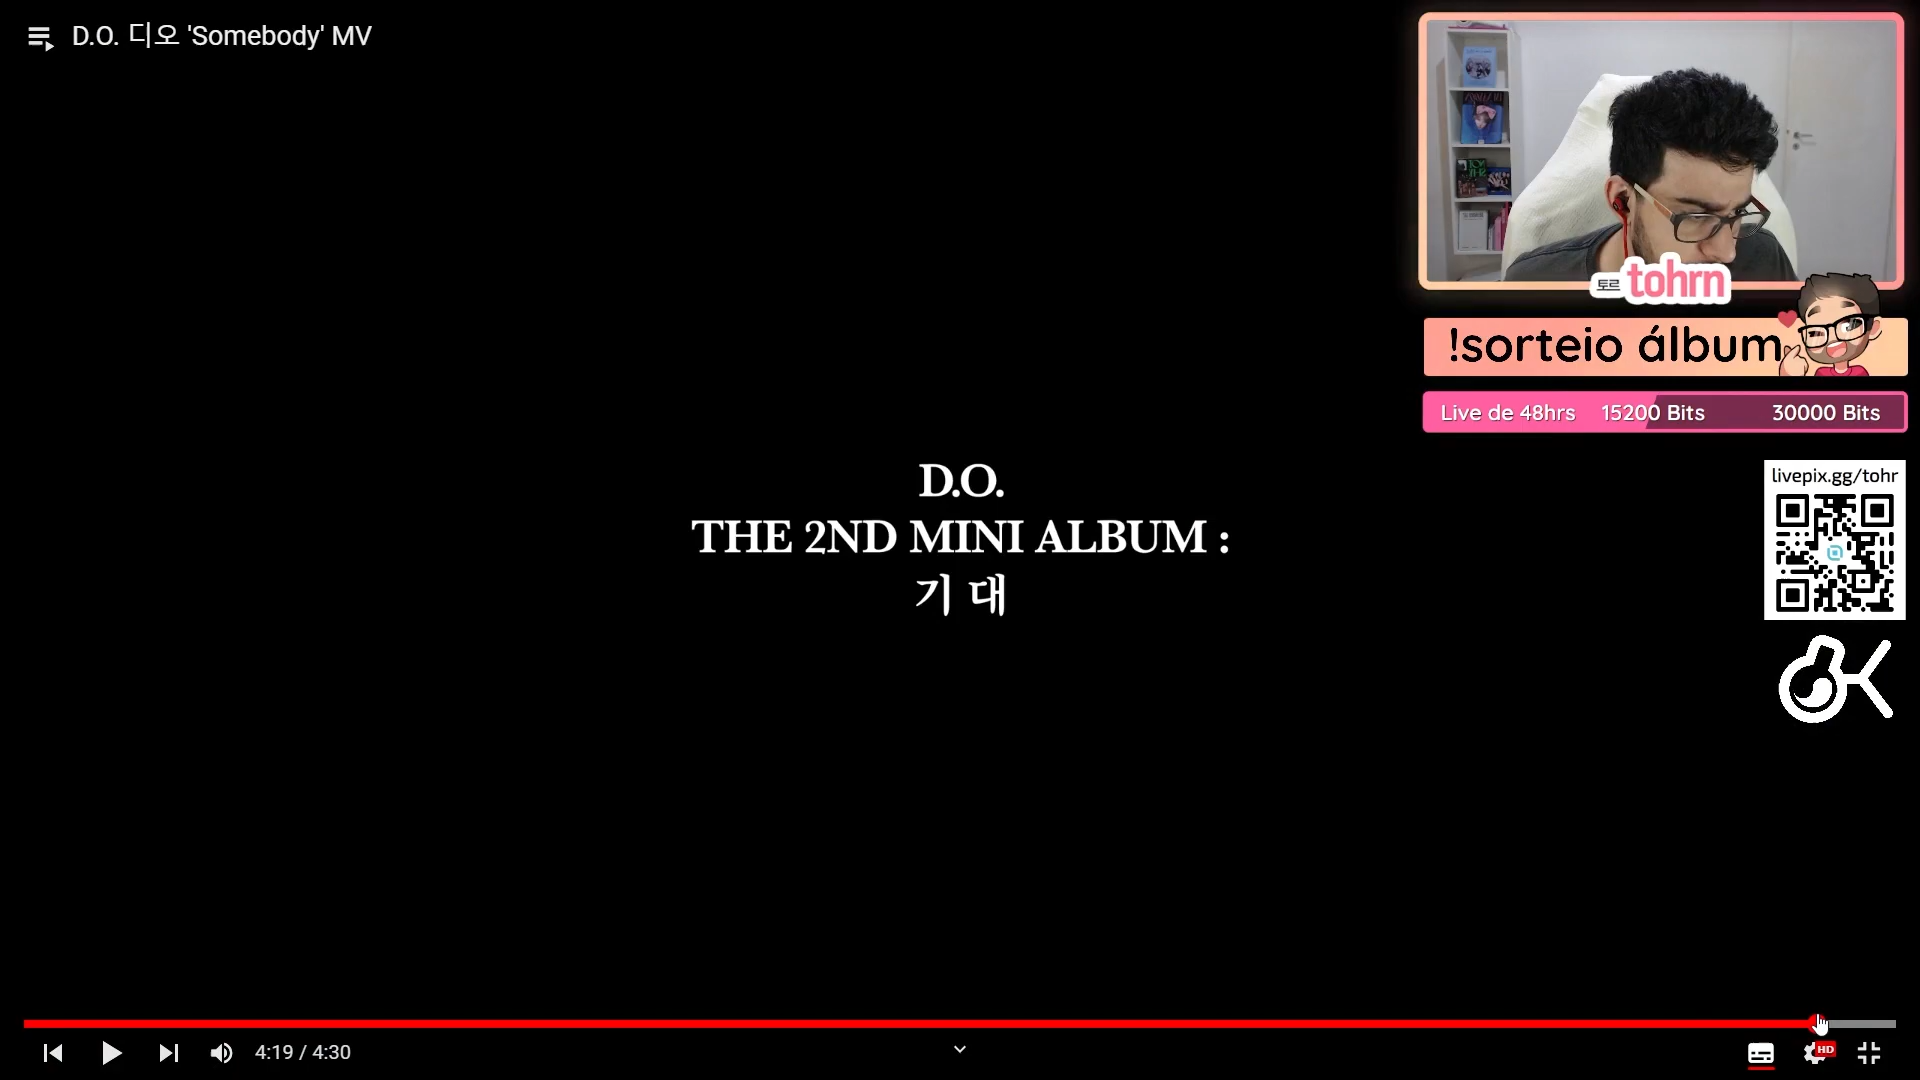 D.O. 디오 'Somebody' MV
토르 tohrn
!sorteio álbum
Live de 48hrs 15200 Bits 30000 Bits
livepix.gg/tohr
D.O.
THE 2ND MINI ALBUM :
기 대
4:19 / 4:30
HD